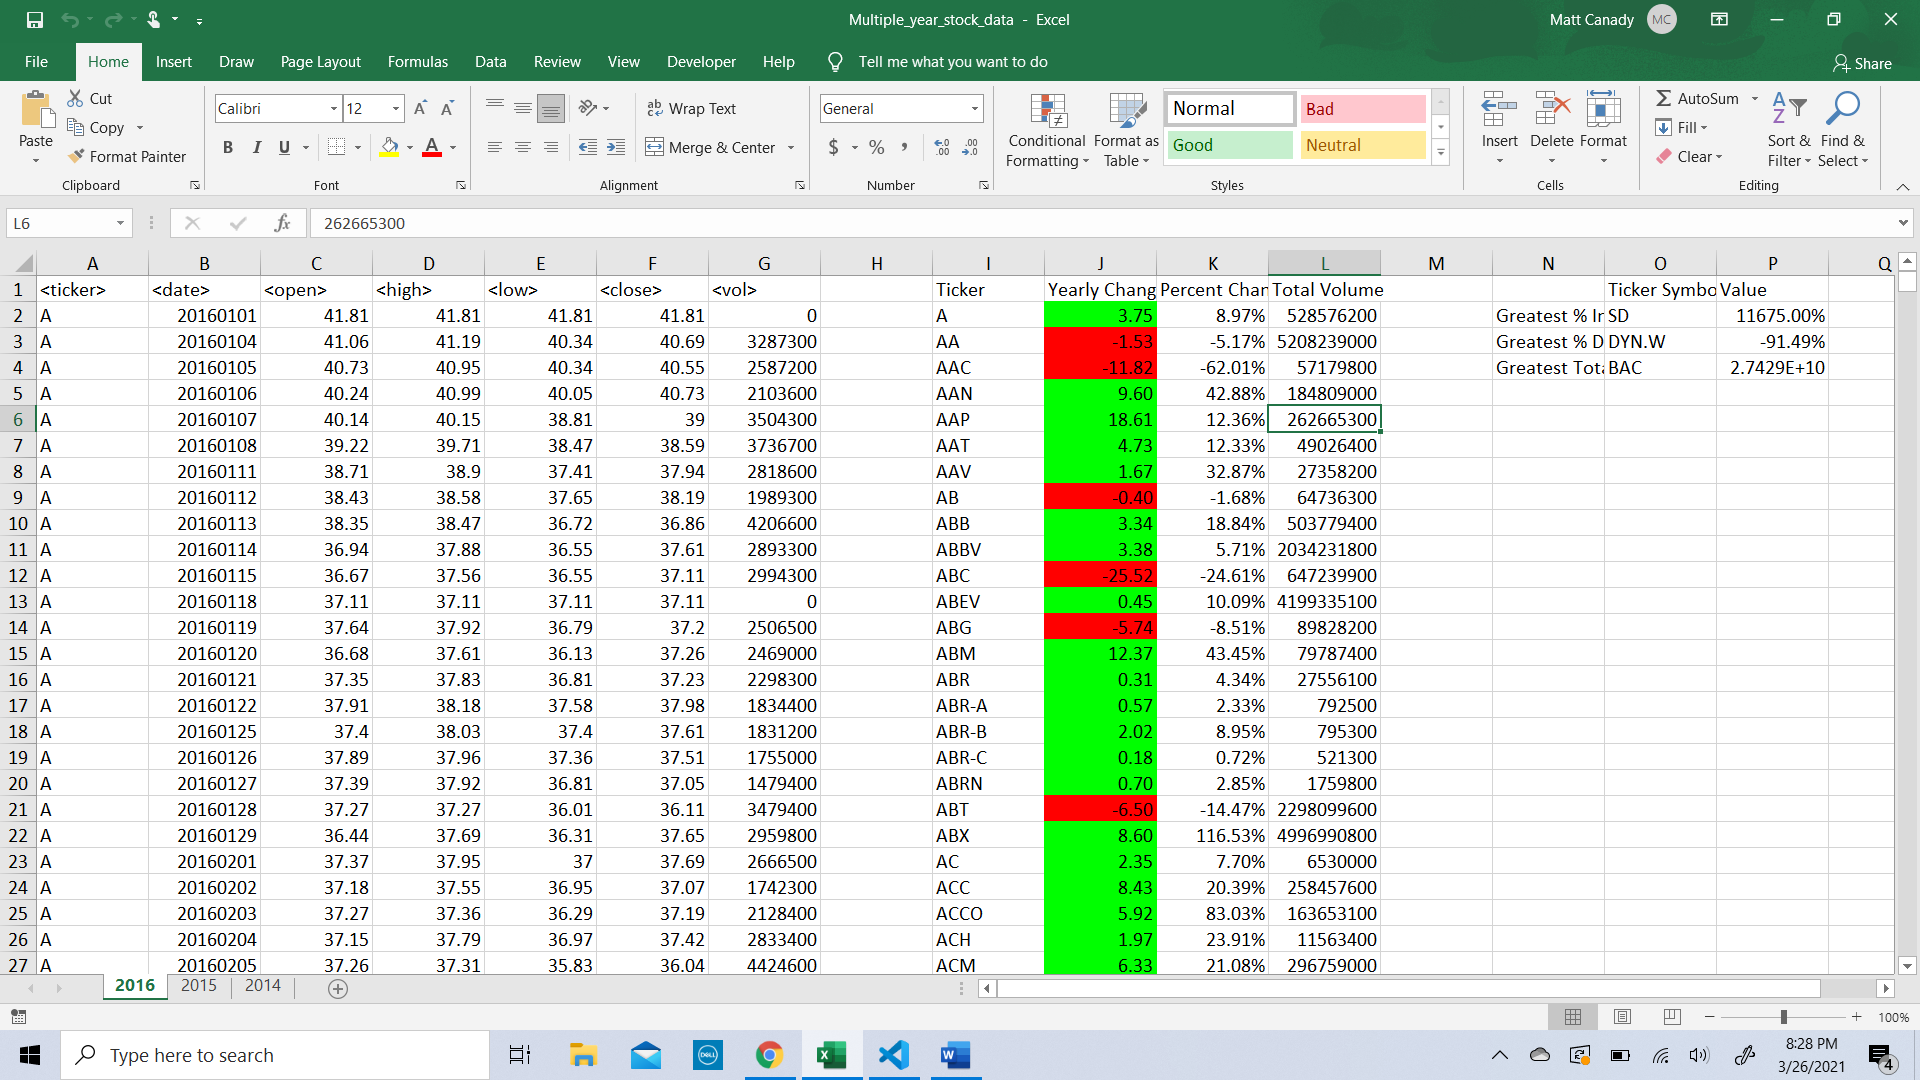 Multiple_year_stock_data - Excel
Matt Canady MC
File Home Insert Draw Page Layout Formulas Data Review View Developer Help Tell me what you want to do Share
Paste Cut Copy Format Painter Clipboard
Calibri 12 B I U A Font
Wrap Text Merge & Center Alignment
General $ % , Number
Conditional Formatting Format as Table
Normal Bad Good Neutral Styles
Insert Delete Format Cells
AutoSum Fill Clear Sort & Filter Find & Select Editing
L6 fx 262665300
A B C D E F G H I J K L M N O P Q
1 <ticker> <date> <open> <high> <low> <close> <vol> Ticker Yearly Chang Percent Chan Total Volume Ticker Symbo Value
2 A 20160101 41.81 41.81 41.81 41.81 0 A 3.75 8.97% 528576200 Greatest % In SD 11675.00%
3 A 20160104 41.06 41.19 40.34 40.69 3287300 AA -1.53 -5.17% 5208239000 Greatest % D DYN.W -91.49%
4 A 20160105 40.73 40.95 40.34 40.55 2587200 AAC -11.82 -62.01% 57179800 Greatest Tota BAC 2.7429E+10
5 A 20160106 40.24 40.99 40.05 40.73 2103600 AAN 9.60 42.88% 184809000
6 A 20160107 40.14 40.15 38.81 39 3504300 AAP 18.61 12.36% 262665300
7 A 20160108 39.22 39.71 38.47 38.59 3736700 AAT 4.73 12.33% 49026400
8 A 20160111 38.71 38.9 37.41 37.94 2818600 AAV 1.67 32.87% 27358200
9 A 20160112 38.43 38.58 37.65 38.19 1989300 AB -0.40 -1.68% 64736300
10 A 20160113 38.35 38.47 36.72 36.86 4206600 ABB 3.34 18.84% 503779400
11 A 20160114 36.94 37.88 36.55 37.61 2893300 ABBV 3.38 5.71% 2034231800
12 A 20160115 36.67 37.56 36.55 37.11 2994300 ABC -25.52 -24.61% 647239900
13 A 20160118 37.11 37.11 37.11 37.11 0 ABEV 0.45 10.09% 4199335100
14 A 20160119 37.64 37.92 36.79 37.2 2506500 ABG -5.74 -8.51% 89828200
15 A 20160120 36.68 37.61 36.13 37.26 2469000 ABM 12.37 43.45% 79787400
16 A 20160121 37.35 37.83 36.81 37.23 2298300 ABR 0.31 4.34% 27556100
17 A 20160122 37.91 38.18 37.58 37.98 1834400 ABR-A 0.57 2.33% 792500
18 A 20160125 37.4 38.03 37.4 37.61 1831200 ABR-B 2.02 8.95% 795300
19 A 20160126 37.89 37.96 37.36 37.51 1755000 ABR-C 0.18 0.72% 521300
20 A 20160127 37.39 37.92 36.81 37.05 1479400 ABRN 0.70 2.85% 1759800
21 A 20160128 37.27 37.27 36.01 36.11 3479400 ABT -6.50 -14.47% 2298099600
22 A 20160129 36.44 37.69 36.31 37.65 2959800 ABX 8.60 116.53% 4996990800
23 A 20160201 37.37 37.95 37 37.69 2666500 AC 2.35 7.70% 6530000
24 A 20160202 37.18 37.55 36.95 37.07 1742300 ACC 8.43 20.39% 258457600
25 A 20160203 37.27 37.36 36.29 37.19 2128400 ACCO 5.92 83.03% 163653100
26 A 20160204 37.15 37.79 36.97 37.42 2833400 ACH 1.97 23.91% 11563400
27 A 20160205 37.26 37.31 35.83 36.04 4424600 ACM 6.33 21.08% 296759000
2016 2015 2014
100%
Type here to search
DELL
8:28 PM
3/26/2021
4